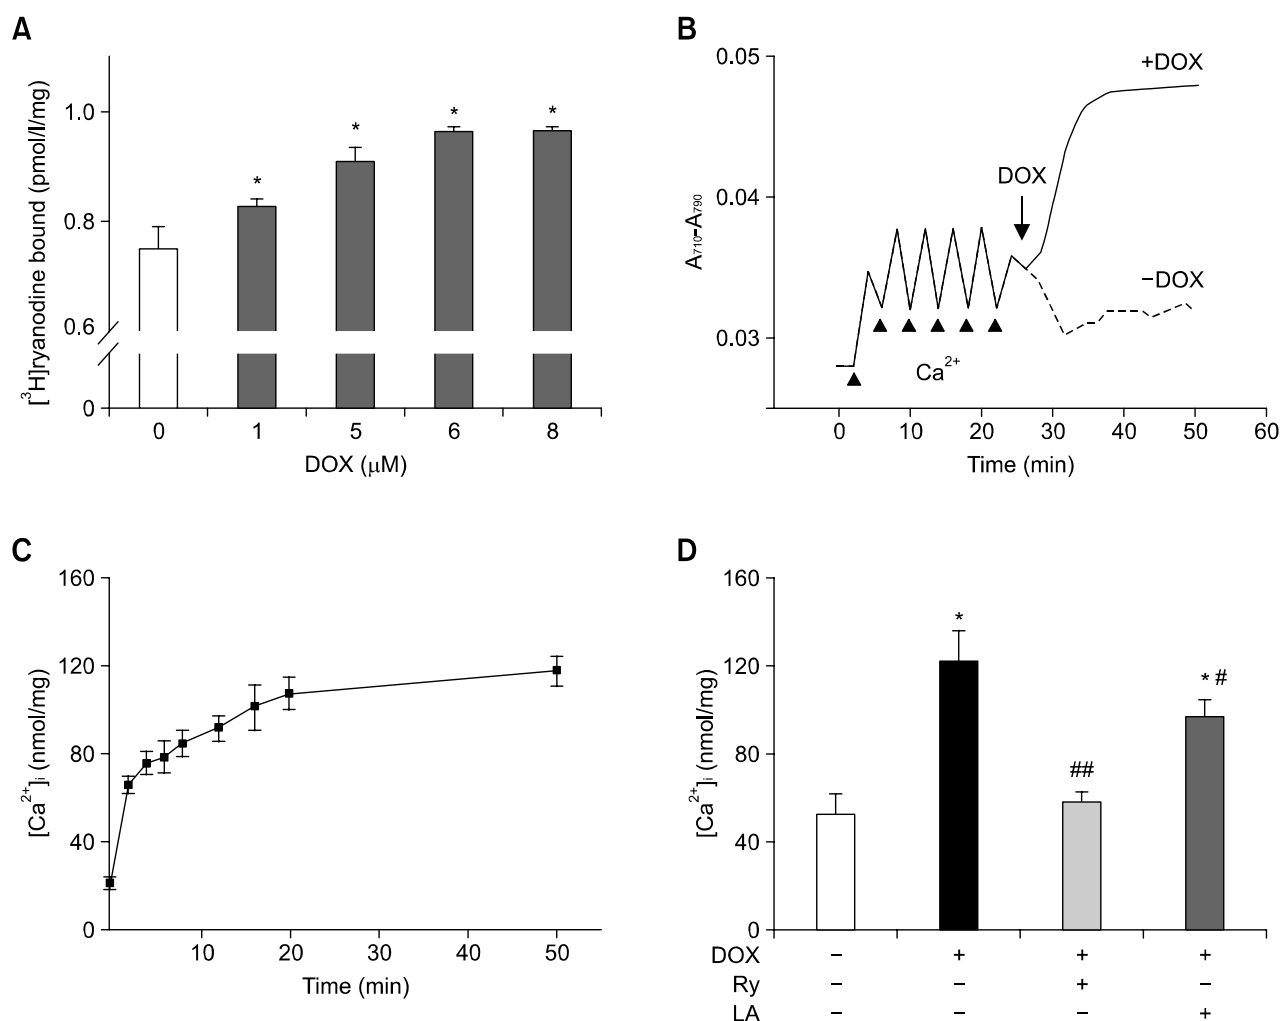 A
[³H]ryanodine bound (pmol/l/mg)
1.0
0.8
0.6
0
* * * *
0 1 5 6 8
DOX (μM)
B
A₇₁₀-A₇₉₀
0.05
0.04
0.03
+DOX
DOX
−DOX
Ca²⁺
0 10 20 30 40 50 60
Time (min)
C
[Ca²⁺]ᵢ (nmol/mg)
160
120
80
40
0
10 20 30 40 50
Time (min)
D
[Ca²⁺]ᵢ (nmol/mg)
160
120
80
40
0
* ## * #
DOX − + + +
Ry − − + −
LA − − − +